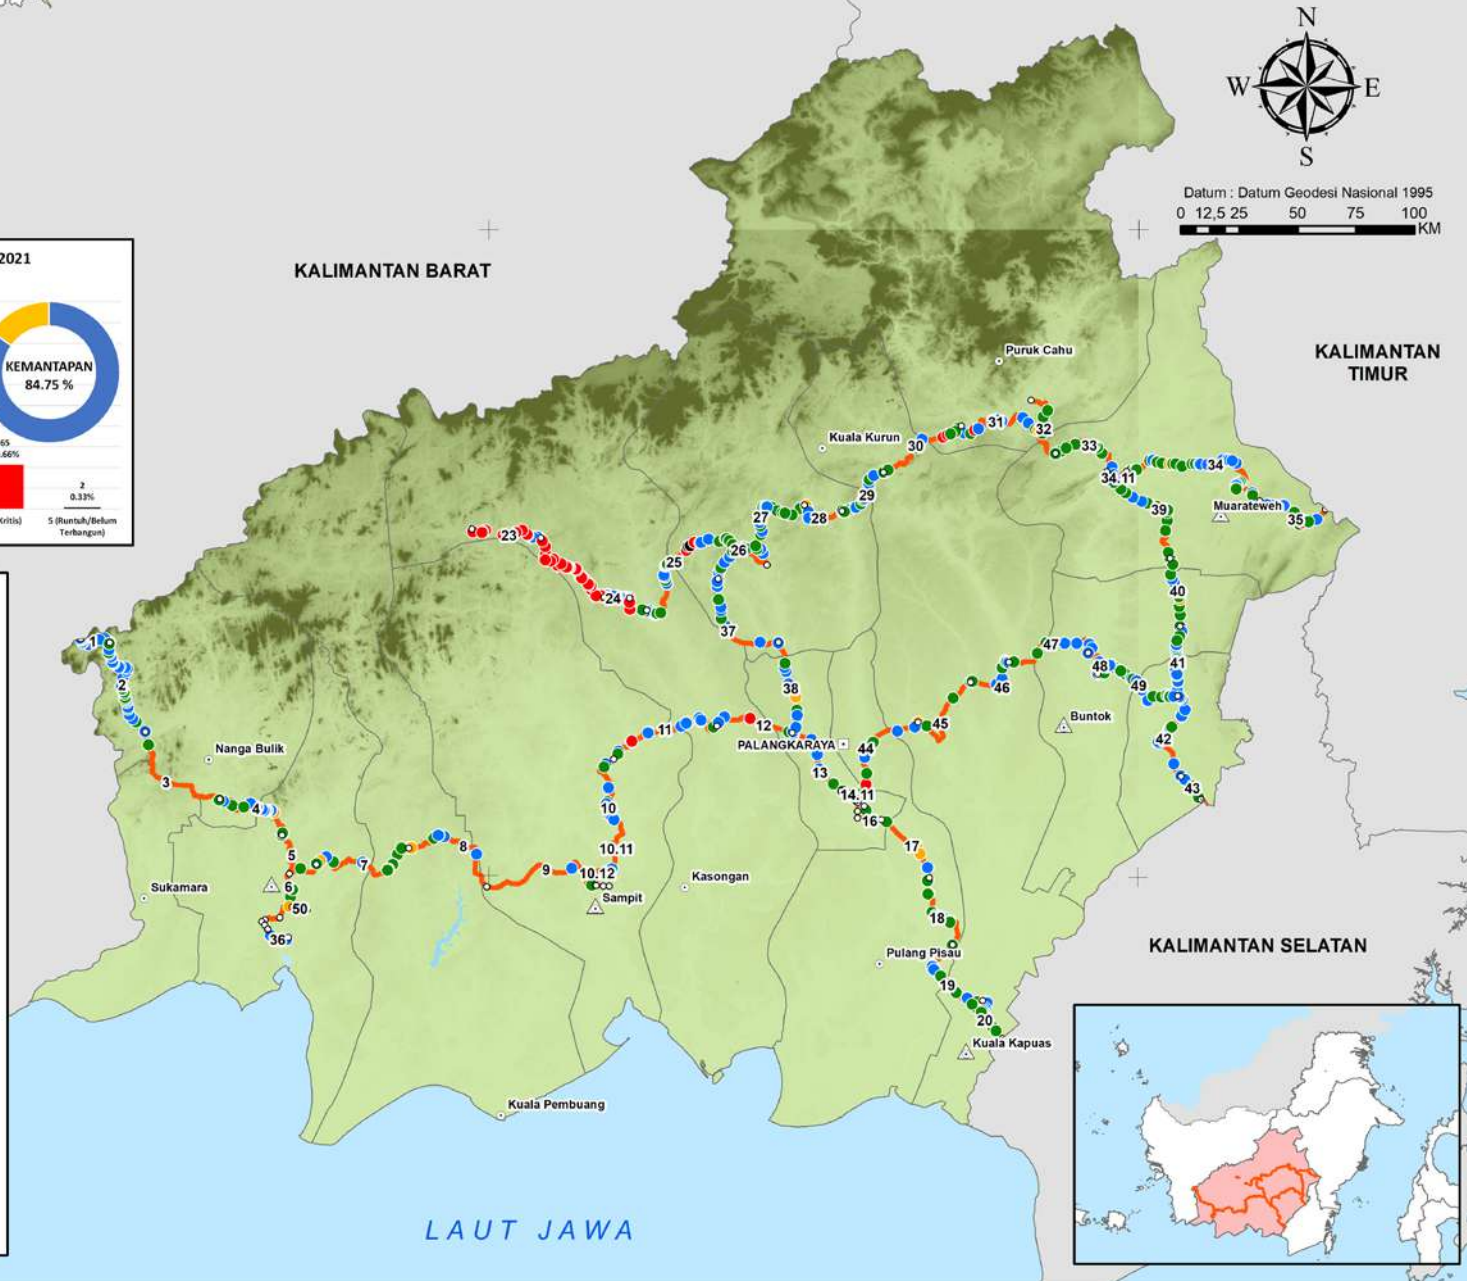 N
W
E
S
Datum : Datum Geodesi Nasional 1995
0 12,5 25 50 75 100
KM
2021
KALIMANTAN BARAT
KEMANTAPAN
84.75 %
65
.66%
2
0.33%
Kritis)
5 (Runtuh/Belum
Terbangun)
KALIMANTAN
TIMUR
Puruk Cahu
Kuala Kurun
31
32
30
33
34
34.11
29
39
Muarateweh
35
27
28
23
26
25
24
40
37
1
2
47
41
48
49
46
38
Buntok
42
11
12
45
PALANGKARAYA
44
Nanga Bulik
3
13
43
14.11
4
10
16
10.11
17
5
7
8
9
10.12
Kasongan
Sukamara
6
Sampit
50
18
36
KALIMANTAN SELATAN
Pulang Pisau
19
20
Kuala Kapuas
Kuala Pembuang
LAUT JAWA